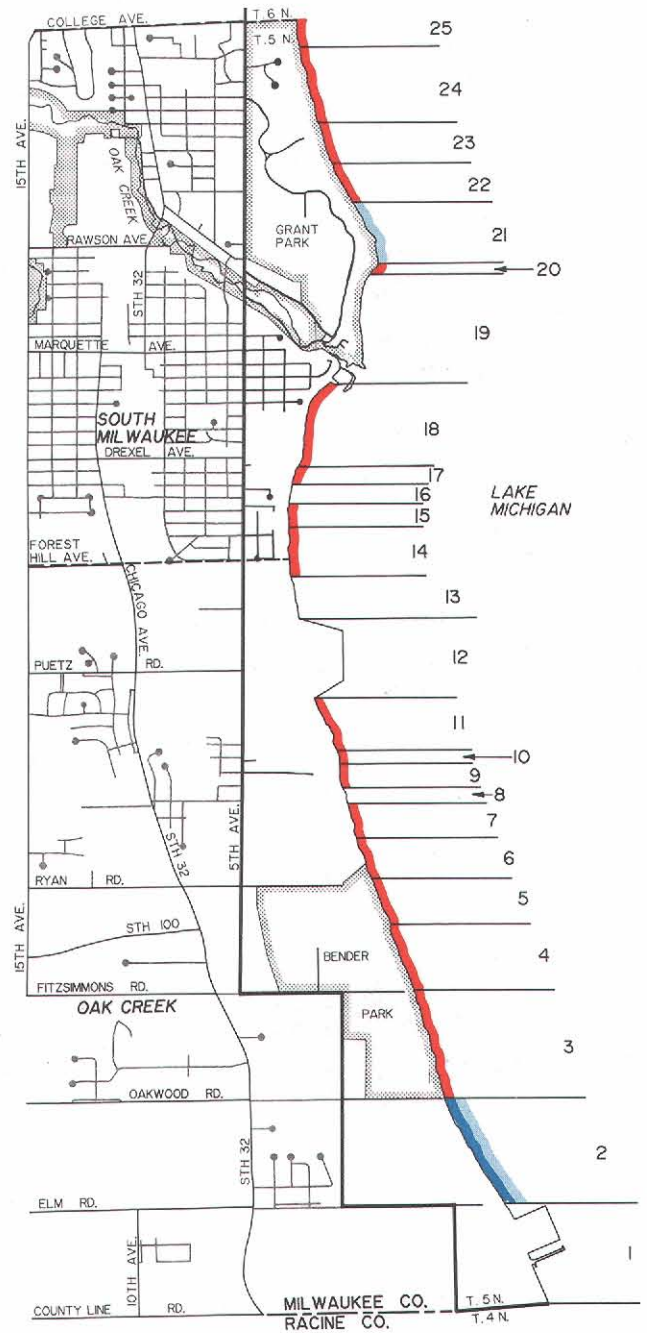 COLLEGE AVE.
T. 6 N.
T. 5 N.
25
24
23
22
21
20
19
18
17
16
15
14
13
12
11
10
9
8
7
6
5
4
3
2
1
15TH AVE.
OAK CREEK
GRANT
PARK
RAWSON AVE.
STH 32
MARQUETTE AVE.
SOUTH
MILWAUKEE
DREXEL AVE.
LAKE
MICHIGAN
FOREST
HILL AVE.
CHICAGO AVE.
PUETZ RD.
5TH AVE.
STH 32
RYAN RD.
15TH AVE.
STH 100
BENDER
FITZSIMMONS RD.
OAK CREEK
PARK
OAKWOOD RD.
STH 32
ELM RD.
10TH AVE.
COUNTY LINE RD.
MILWAUKEE CO.
RACINE CO.
T. 5 N.
T. 4 N.